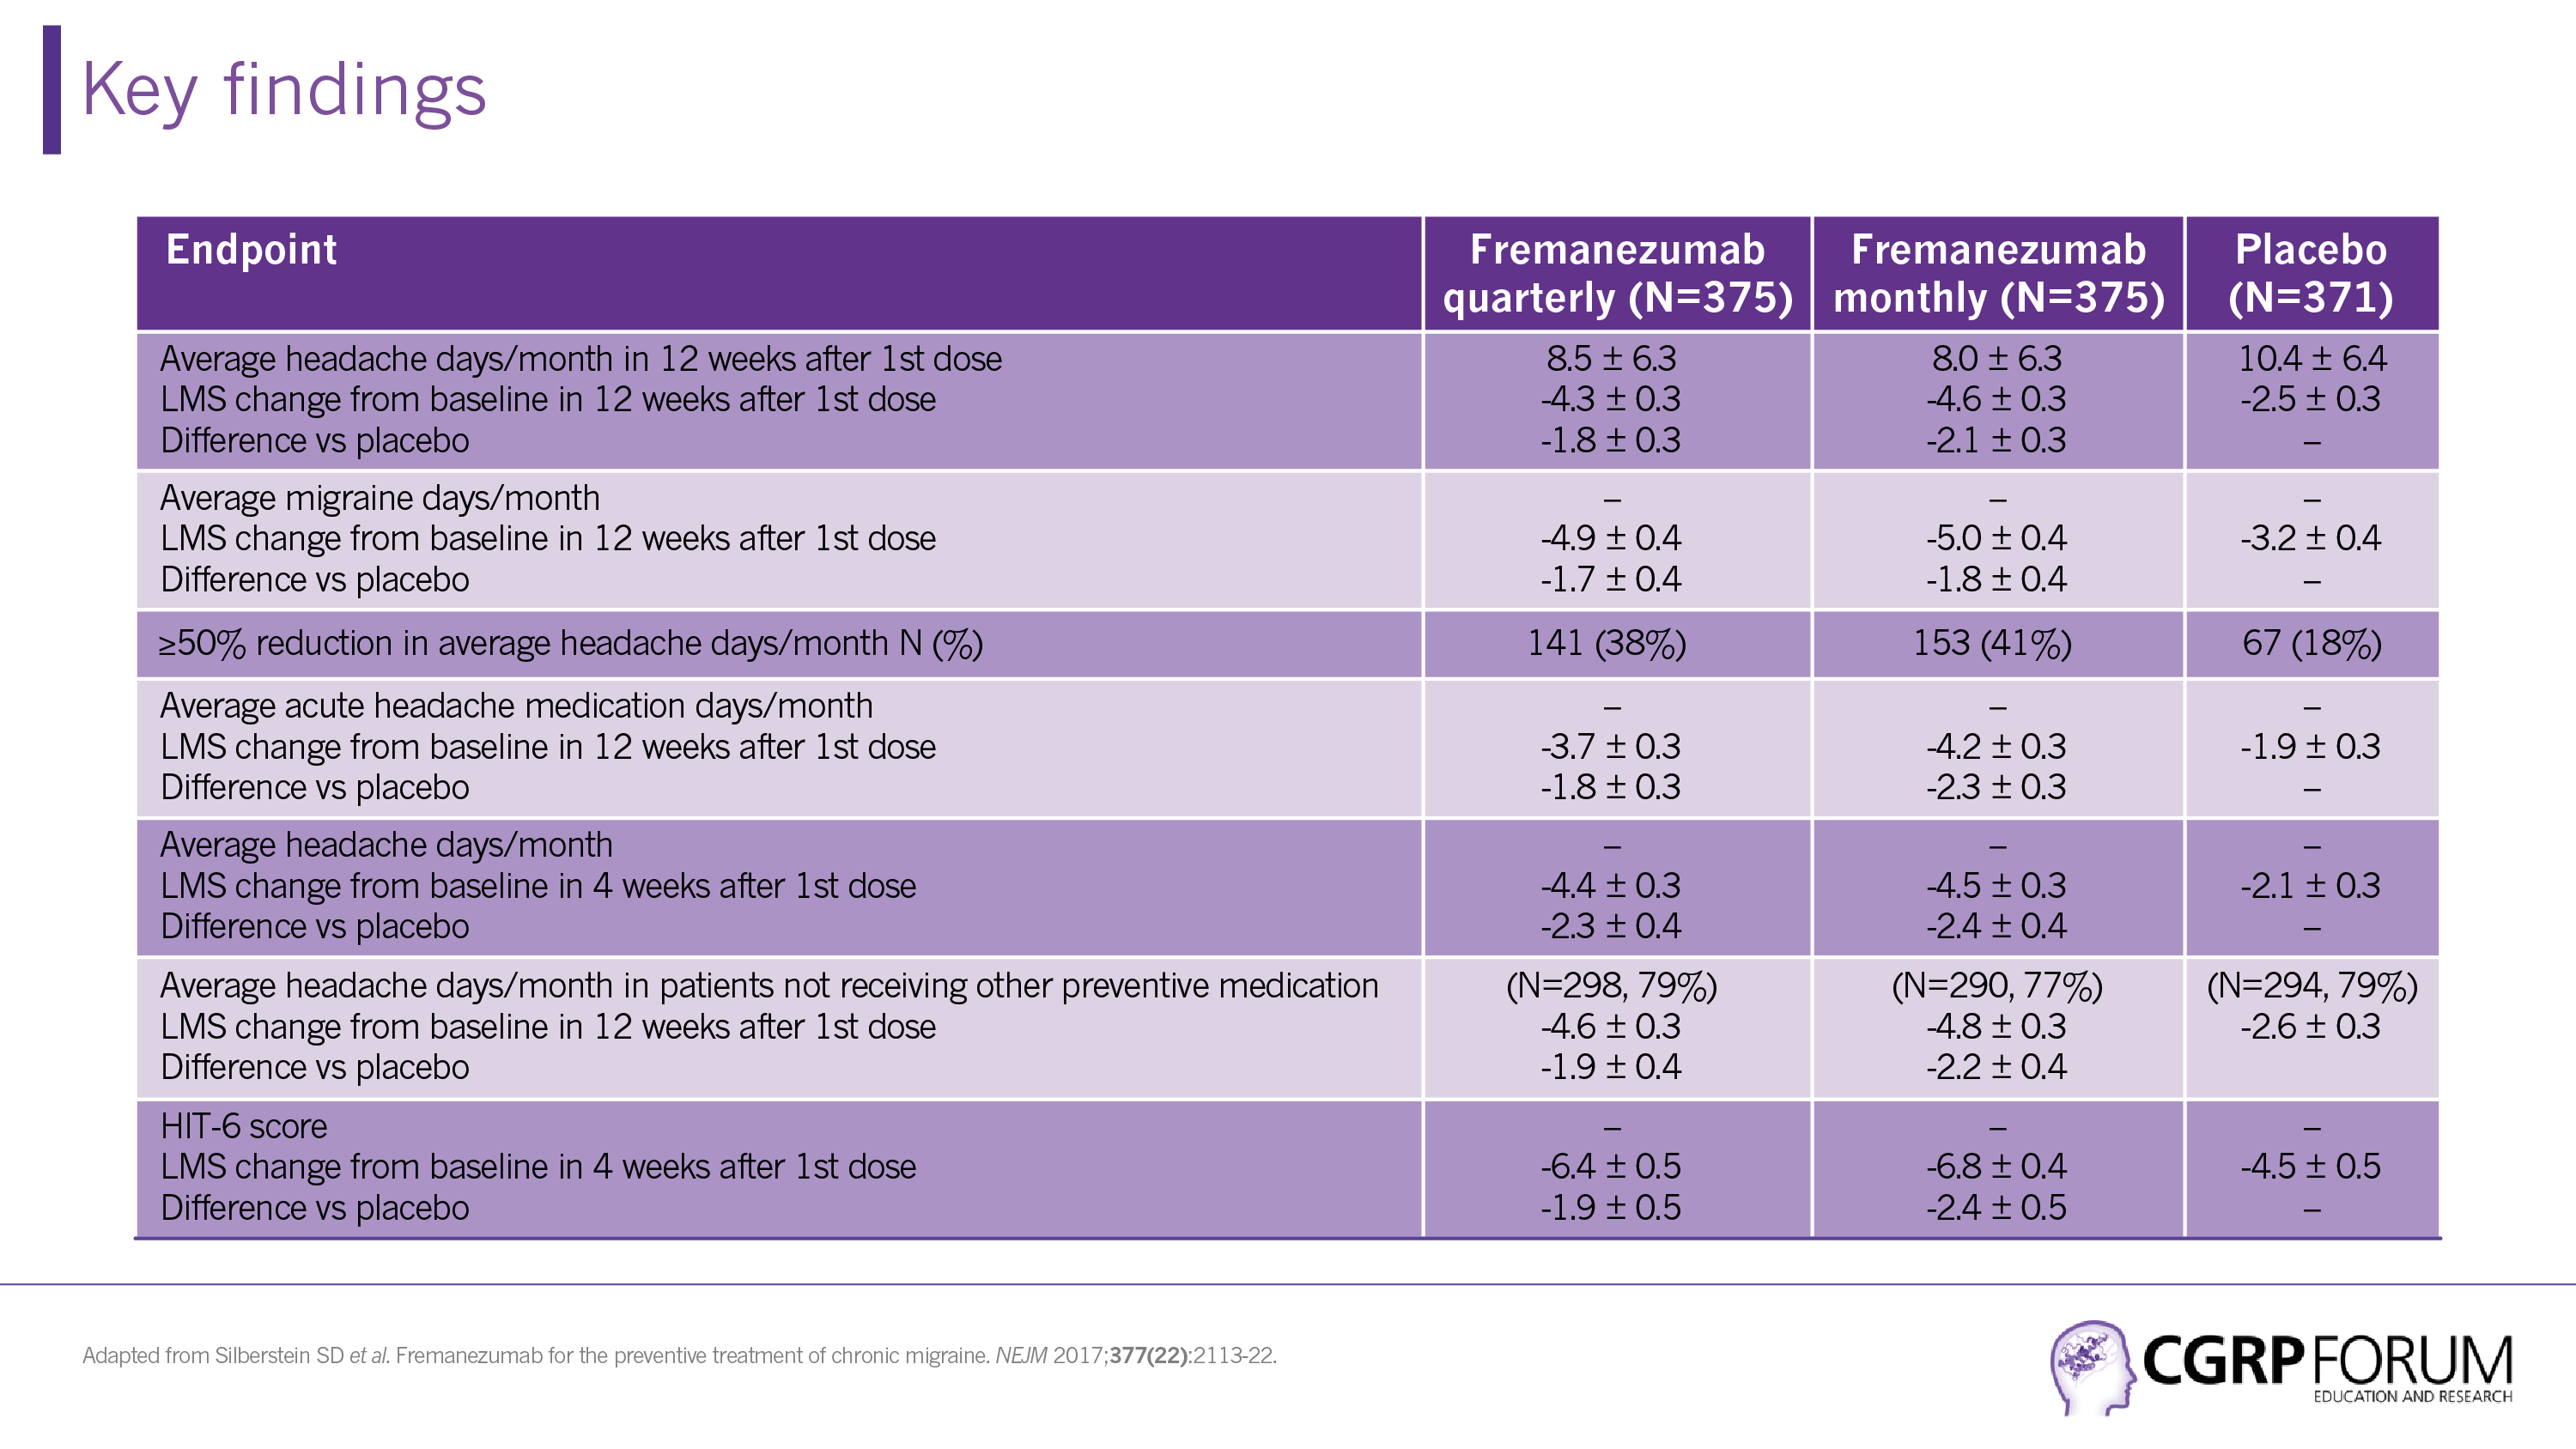 Key findings
Endpoint
Fremanezumab
quarterly (N=375)
Fremanezumab
monthly (N=375)
Placebo
(N=371)
Average headache days/month in 12 weeks after 1st dose 8.5 ± 6.3 8.0 ± 6.3 10.4 ± 6.4
LMS change from baseline in 12 weeks after 1st dose -4.3 ± 0.3 -4.6 ± 0.3 -2.5 ± 0.3
Difference vs placebo -1.8 ± 0.3 -2.1 ± 0.3 –
Average migraine days/month – – –
LMS change from baseline in 12 weeks after 1st dose -4.9 ± 0.4 -5.0 ± 0.4 -3.2 ± 0.4
Difference vs placebo -1.7 ± 0.4 -1.8 ± 0.4 –
≥50% reduction in average headache days/month N (%) 141 (38%) 153 (41%) 67 (18%)
Average acute headache medication days/month – – –
LMS change from baseline in 12 weeks after 1st dose -3.7 ± 0.3 -4.2 ± 0.3 -1.9 ± 0.3
Difference vs placebo -1.8 ± 0.3 -2.3 ± 0.3 –
Average headache days/month – – –
LMS change from baseline in 4 weeks after 1st dose -4.4 ± 0.3 -4.5 ± 0.3 -2.1 ± 0.3
Difference vs placebo -2.3 ± 0.4 -2.4 ± 0.4 –
Average headache days/month in patients not receiving other preventive medication (N=298, 79%) (N=290, 77%) (N=294, 79%)
LMS change from baseline in 12 weeks after 1st dose -4.6 ± 0.3 -4.8 ± 0.3 -2.6 ± 0.3
Difference vs placebo -1.9 ± 0.4 -2.2 ± 0.4
HIT-6 score – – –
LMS change from baseline in 4 weeks after 1st dose -6.4 ± 0.5 -6.8 ± 0.4 -4.5 ± 0.5
Difference vs placebo -1.9 ± 0.5 -2.4 ± 0.5 –
Adapted from Silberstein SD et al. Fremanezumab for the preventive treatment of chronic migraine. NEJM 2017;377(22):2113-22.
CGRP FORUM
EDUCATION AND RESEARCH